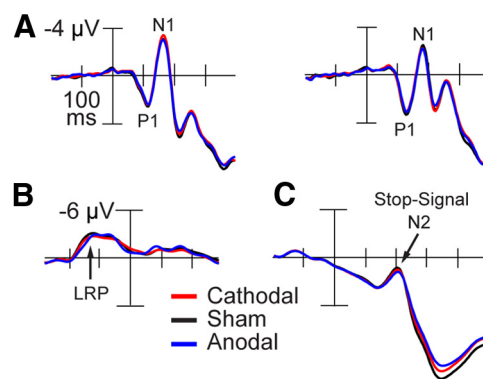 A
-4 µV
N1
N1
100
ms
P1
P1
B
-6 µV
C
Stop-Signal
N2
LRP
Cathodal
Sham
Anodal